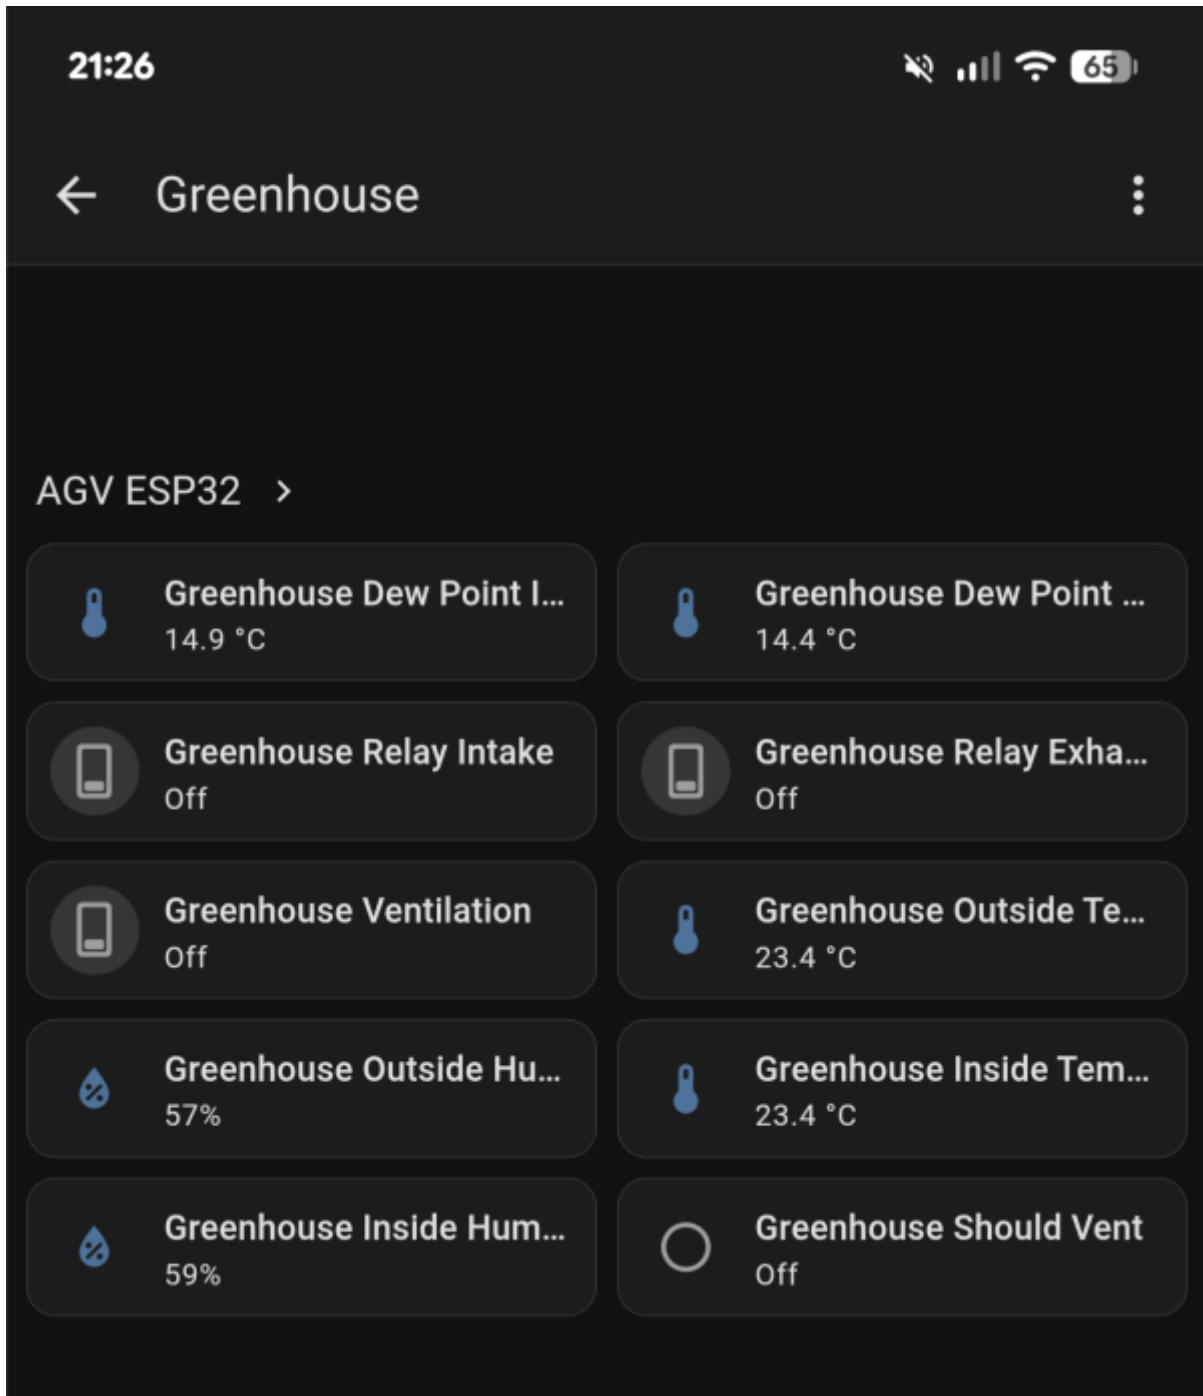 21:26
65
Greenhouse
AGV ESP32
Greenhouse Dew Point I...
14.9 °C
Greenhouse Dew Point ...
14.4 °C
Greenhouse Relay Intake
Off
Greenhouse Relay Exha...
Off
Greenhouse Ventilation
Off
Greenhouse Outside Te...
23.4 °C
Greenhouse Outside Hu...
57%
Greenhouse Inside Tem...
23.4 °C
Greenhouse Inside Hum...
59%
Greenhouse Should Vent
Off